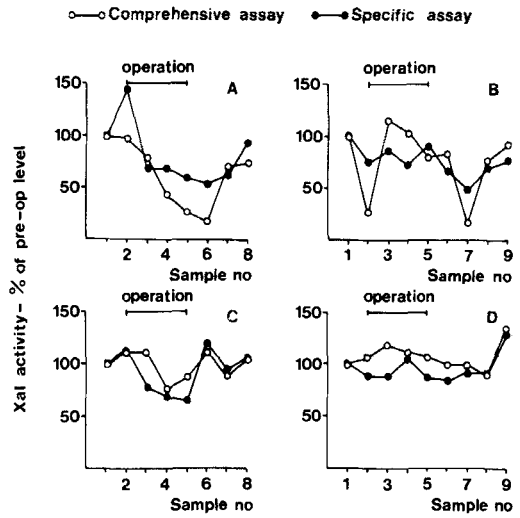 Comprehensive assay Specific assay
operation operation
A B
150 150
100 100
50 50
2 4 6 8 1 3 5 7 9
Sample no Sample no
Xal activity - % of pre-op level
operation operation
C D
150 150
100 100
50 50
2 4 6 8 1 3 5 7 9
Sample no Sample no